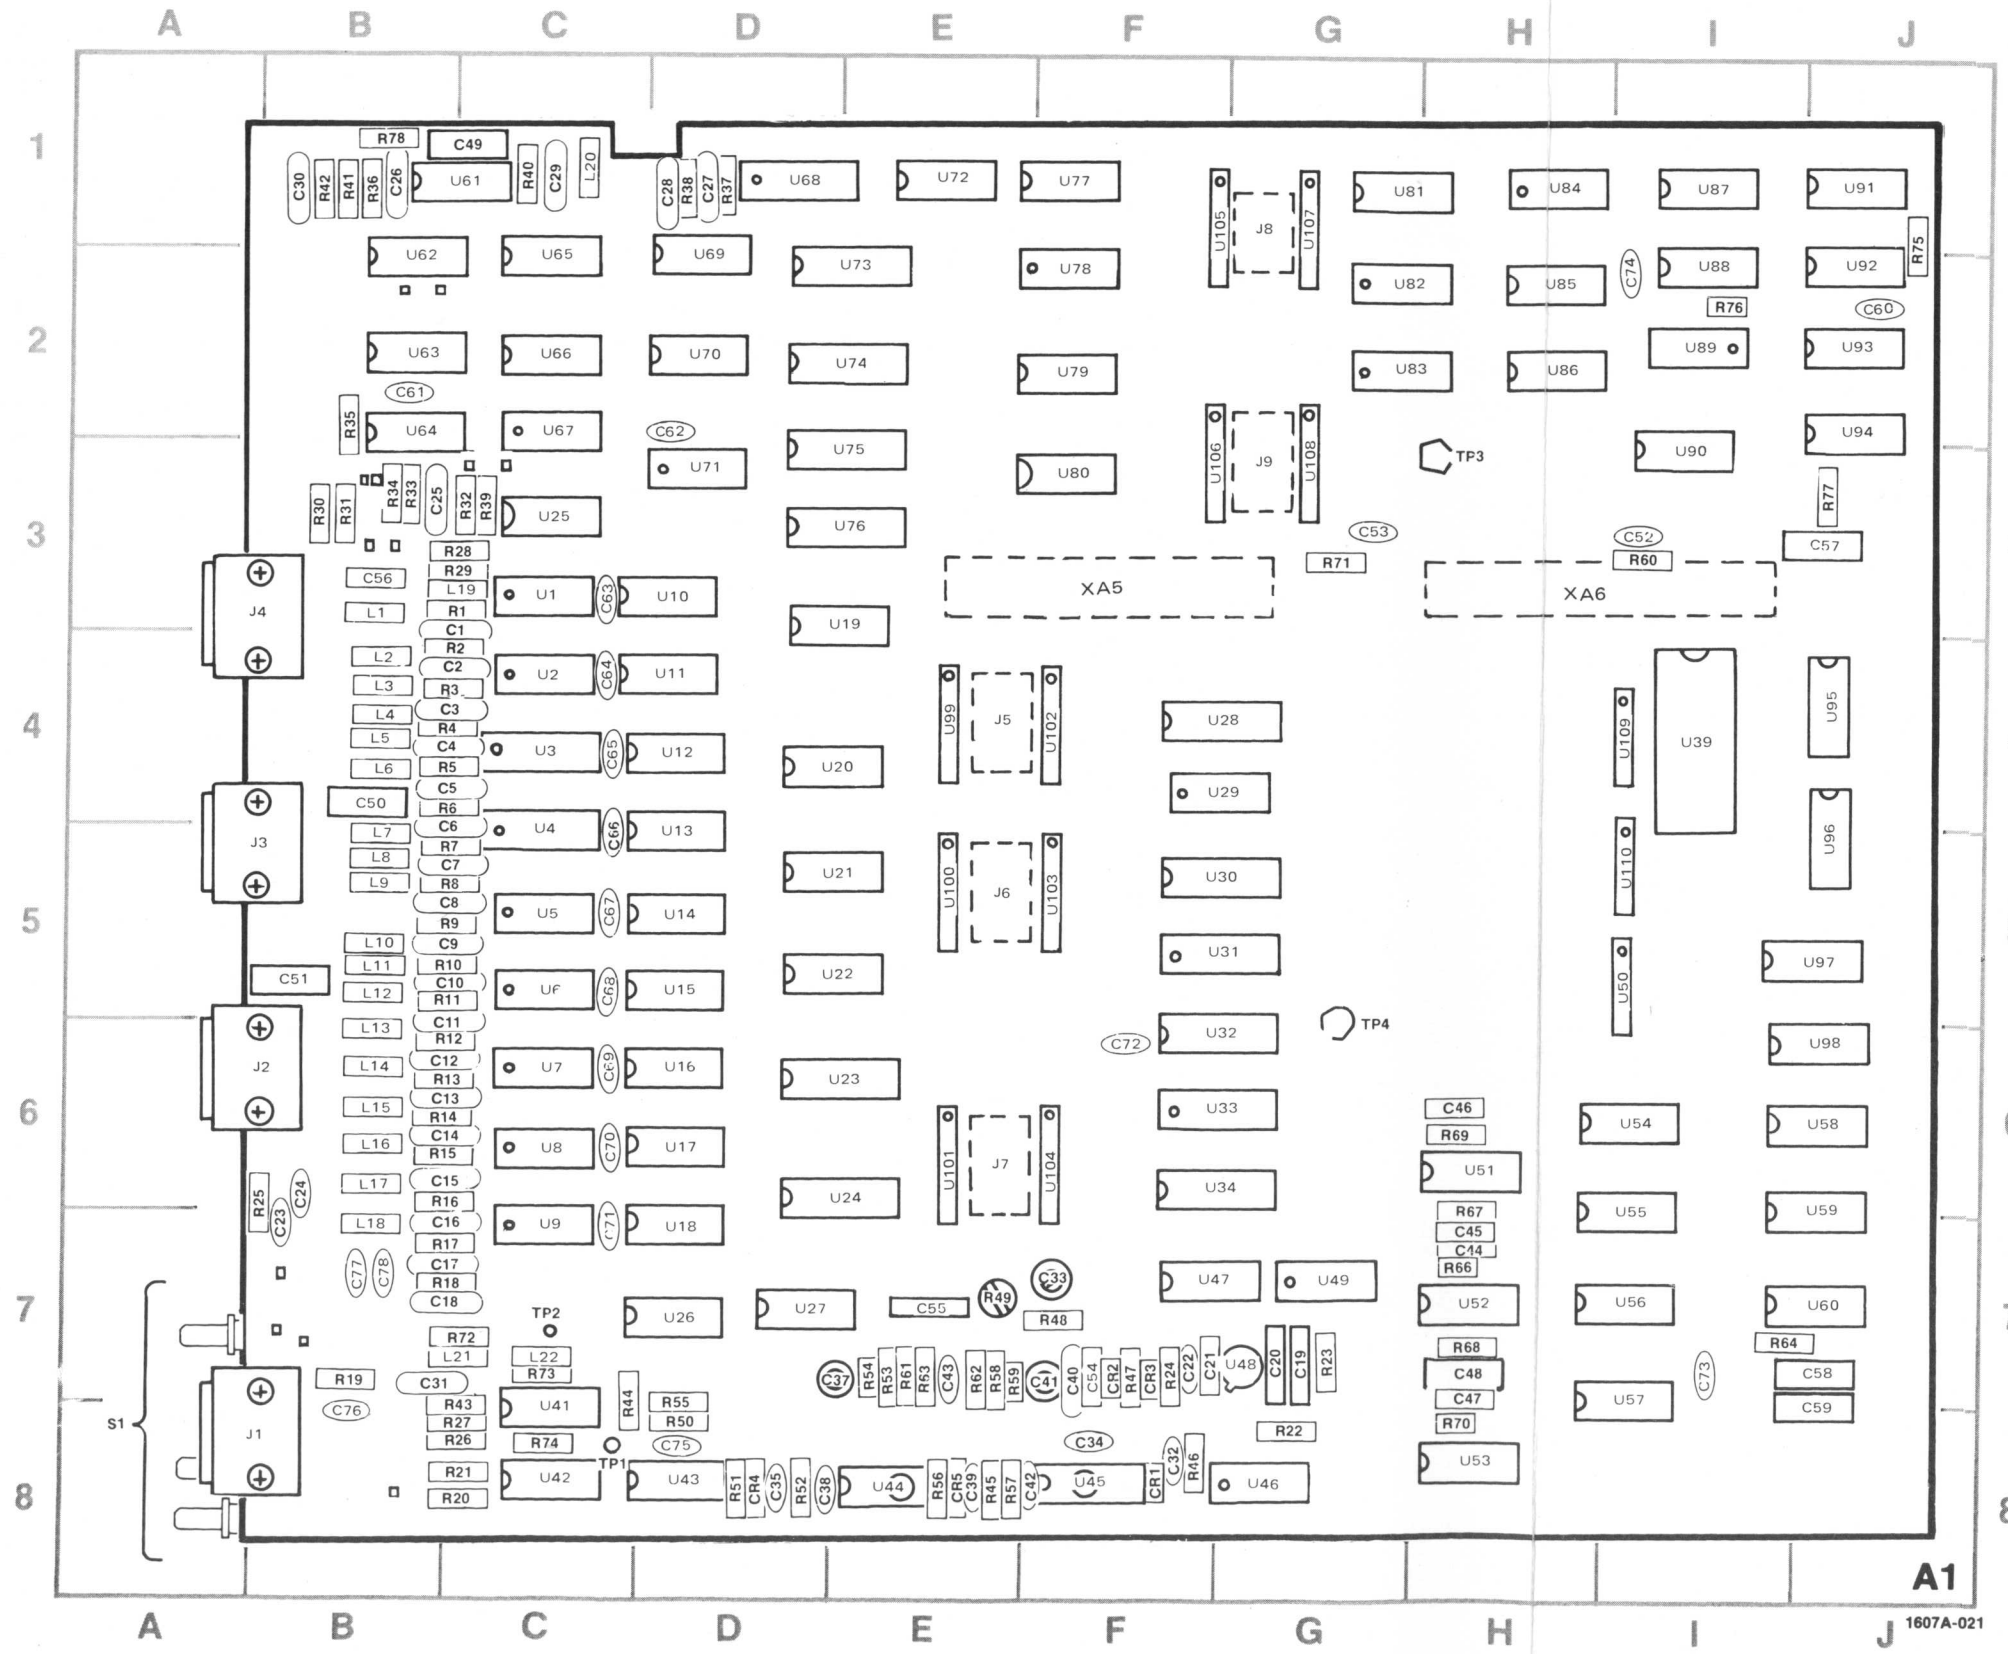 A B C D E F G H I J
1
R78 C49
C30 R42 R41 R36 C26 U61 R40 C29 L20 C28 R38 C27 R37 U68 U72 U77 U105 J8 U107 U81 U84 U87 U91
R75
U62 U65 U69 U73 U78 U82 U85 C74 U88 U92
R76 C60
2
U63 U66 U70 U74 U79 U83 U86 U89 U93
C61
R35 U64 U67 C62 U71 U75 U80 U106 J9 U108 TP3 U90 U94
3
R30 R31 R34 R33 C25 R32 R39 U25 U76 C53 C52 R77 C57
R28
R29
R71 R60
C56 L19 U1 C63 U10 XA5 XA6
J4 L1 R1
C1 U19
R2
L2 C2 U2 C64 U11
L3 R3
4
L4 C3 U99 J5 U102 U28 U109 U39 U95
R4
L5 C4 U3 C65 U12
L6 R5 U20
C5 U29
J3 C50 R6
C6 U4 C66 U13
L7 R7
L8 C7 U21 U100 J6 U103 U30 U110 U96
L9 R8
5
C8 U5 C67 U14
R9
L10 C9 U31 U50 U97
L11 R10
C51 C10 U22
L12 R11 U6 C68 U15
L13 C11 TP4
R12 U32 C72 U98
J2 L14 C12 U7 C69 U16
R13 U23
6
L15 C13 U33 C46 U54 U58
R14
L16 C14 U8 C70 U17 R69
R15
R25 C24 C23 L17 C15 U101 J7 U104 U34 U51
R16 U24
L18 C16 U9 C71 U18 R67 U55 U59
R17 C45
C77 C78 C17 C44
R18 R66
7
C18 U26 U27 C55 R49 C33 R48 U47 U49 U52 U56 U60
TP2
R72 R68 R64
L21 L22
R19 R73 C37 R54 R53 R61 R63 C43 R62 R58 R59 C41 C40 C54 CR2 R47 CR3 R24 C22 C21 U48 C20 C19 R23 C48 C73 C58
C31
S1 J1 C76 R43 U41 R44 R55 C47 U57 C59
R27 R50 R70
R26 R74 TP1 C75 C34 R22
8
R21 U42 U43 R51 CR4 C35 R52 C38 U44 R56 CR5 C39 R45 R57 C42 U45 CR1 C32 R46 U46 U53
R20
A1
A B C D E F G H I J
1607A-021